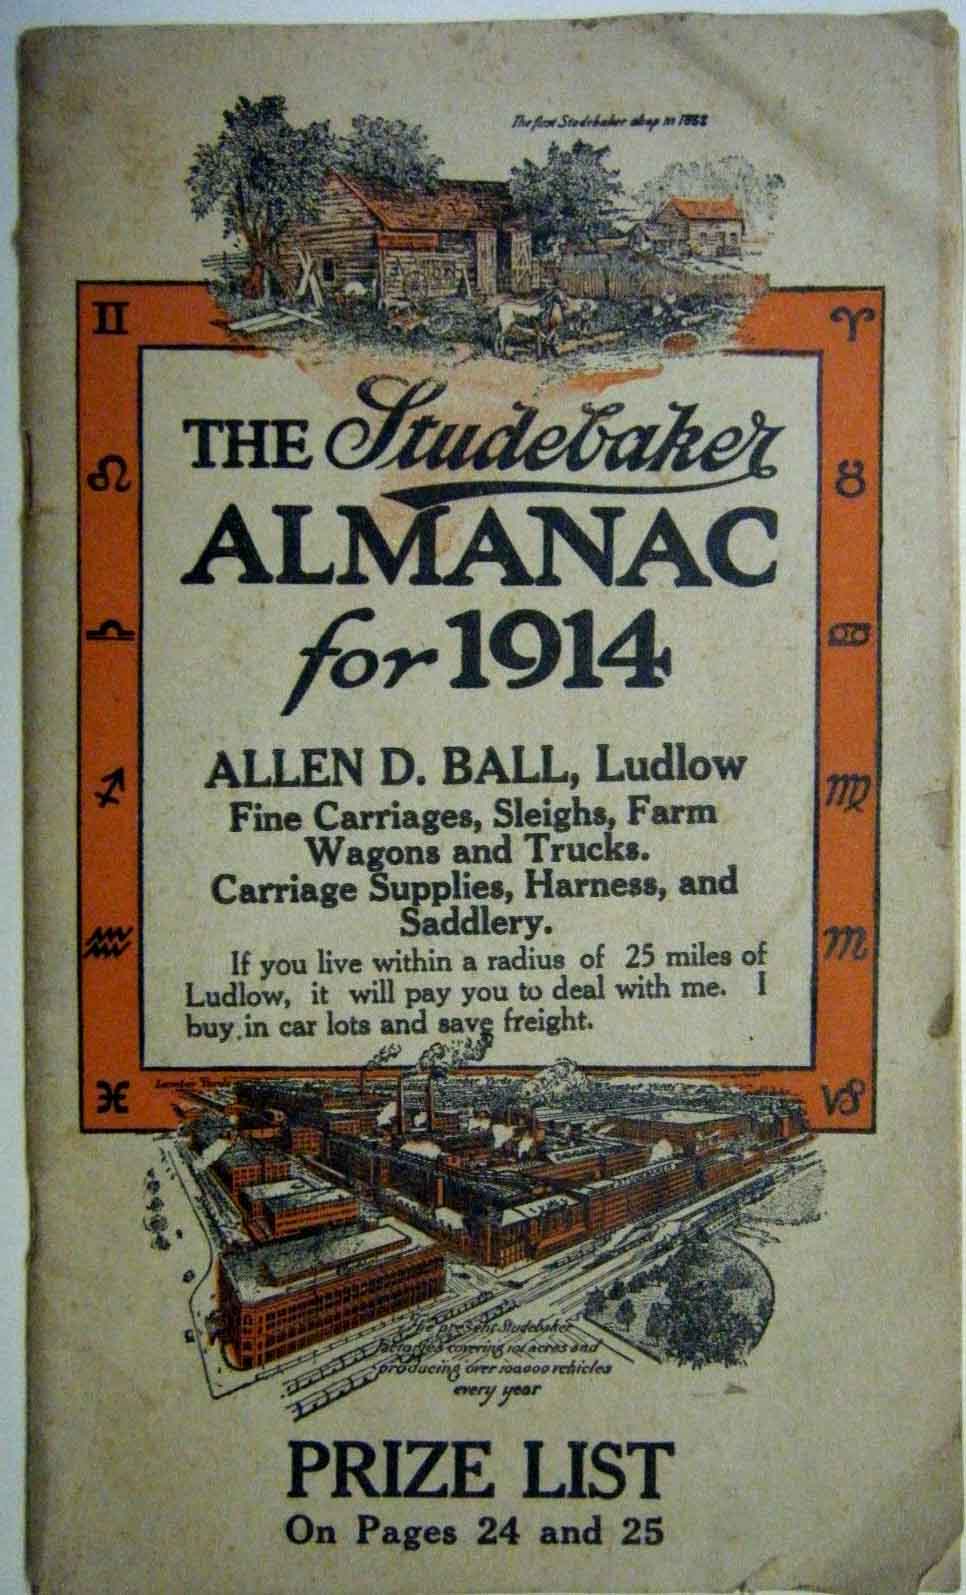 The first Studebaker shop in 1852
THE Studebaker
ALMANAC
for 1914
ALLEN D. BALL, Ludlow
Fine Carriages, Sleighs, Farm
Wagons and Trucks.
Carriage Supplies, Harness, and
Saddlery.
If you live within a radius of 25 miles of
Ludlow, it will pay you to deal with me. I
buy in car lots and save freight.
Lumber Yards
The present Studebaker
factories covering 101 acres and
producing over 100000 vehicles
every year
PRIZE LIST
On Pages 24 and 25